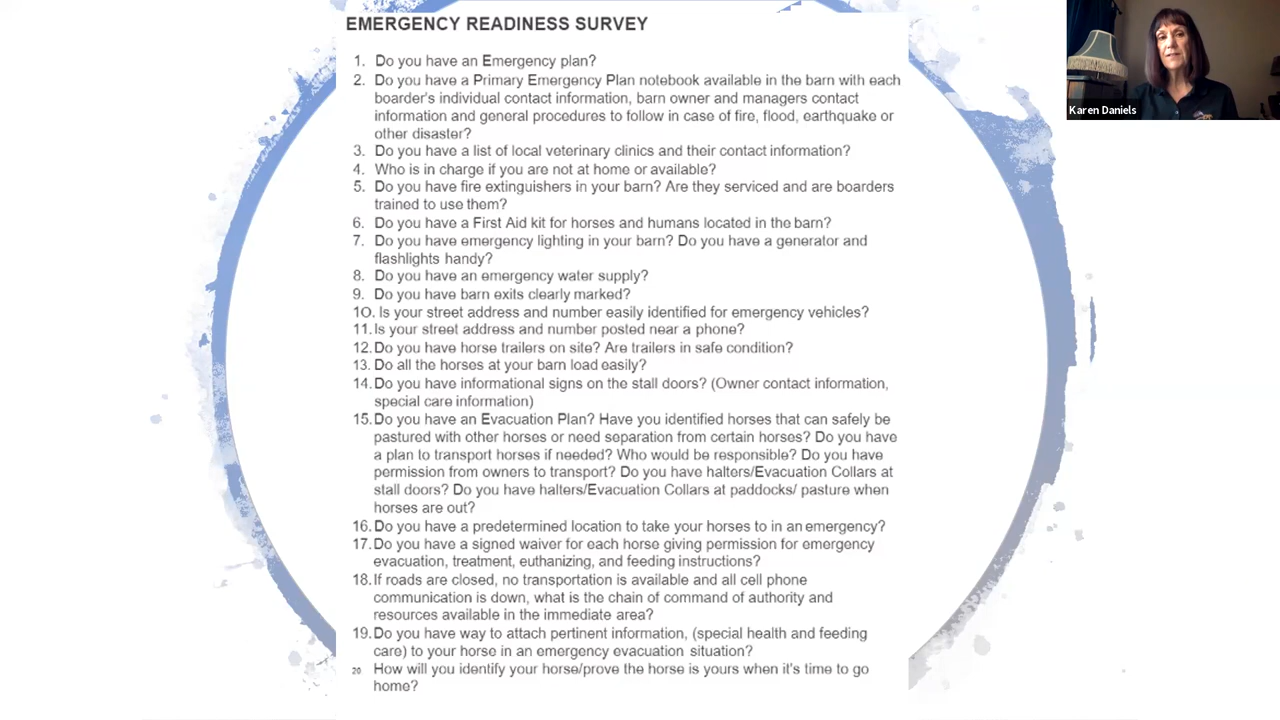 EMERGENCY READINESS SURVEY
1. Do you have an Emergency plan?
2. Do you have a Primary Emergency Plan notebook available in the barn with each
boarder's individual contact information, barn owner and managers contact
information and general procedures to follow in case of fire, flood, earthquake or
other disaster?
3. Do you have a list of local veterinary clinics and their contact information?
4. Who is in charge if you are not at home or available?
5. Do you have fire extinguishers in your barn? Are they serviced and are boarders
trained to use them?
6. Do you have a First Aid kit for horses and humans located in the barn?
7. Do you have emergency lighting in your barn? Do you have a generator and
flashlights handy?
8. Do you have an emergency water supply?
9. Do you have barn exits clearly marked?
10. Is your street address and number easily identified for emergency vehicles?
11. Is your street address and number posted near a phone?
12. Do you have horse trailers on site? Are trailers in safe condition?
13. Do all the horses at your barn load easily?
14. Do you have informational signs on the stall doors? (Owner contact information,
special care information)
15. Do you have an Evacuation Plan? Have you identified horses that can safely be
pastured with other horses or need separation from certain horses? Do you have
a plan to transport horses if needed? Who would be responsible? Do you have
permission from owners to transport? Do you have halters/Evacuation Collars at
stall doors? Do you have halters/Evacuation Collars at paddocks/ pasture when
horses are out?
16. Do you have a predetermined location to take your horses to in an emergency?
17. Do you have a signed waiver for each horse giving permission for emergency
evacuation, treatment, euthanizing, and feeding instructions?
18. If roads are closed, no transportation is available and all cell phone
communication is down, what is the chain of command of authority and
resources available in the immediate area?
19. Do you have way to attach pertinent information, (special health and feeding
care) to your horse in an emergency evacuation situation?
20 How will you identify your horse/prove the horse is yours when it's time to go
home?
Karen Daniels